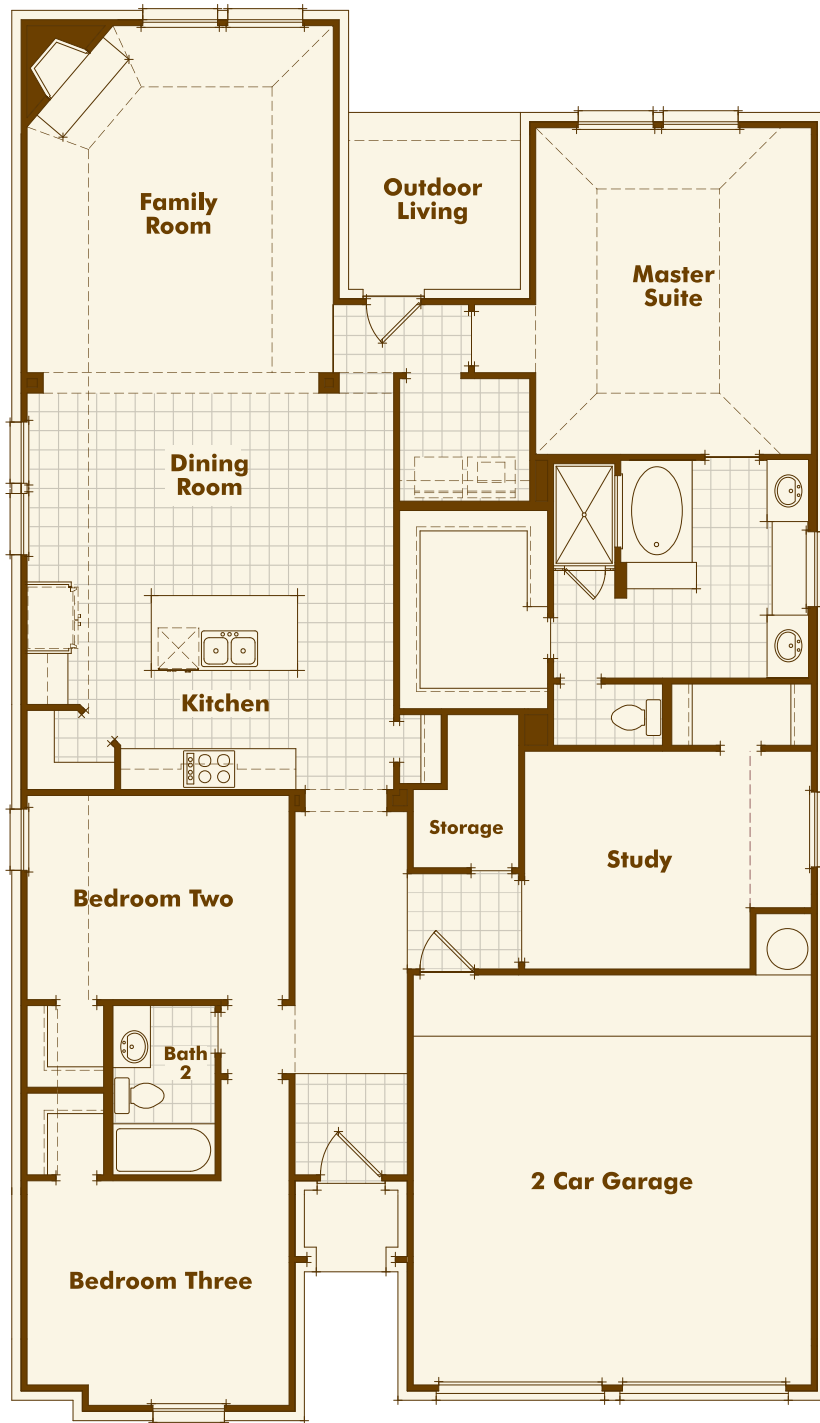 Family
Room
Outdoor
Living
Master
Suite
Dining
Room
Kitchen
Storage
Study
Bedroom Two
Bath
2
2 Car Garage
Bedroom Three